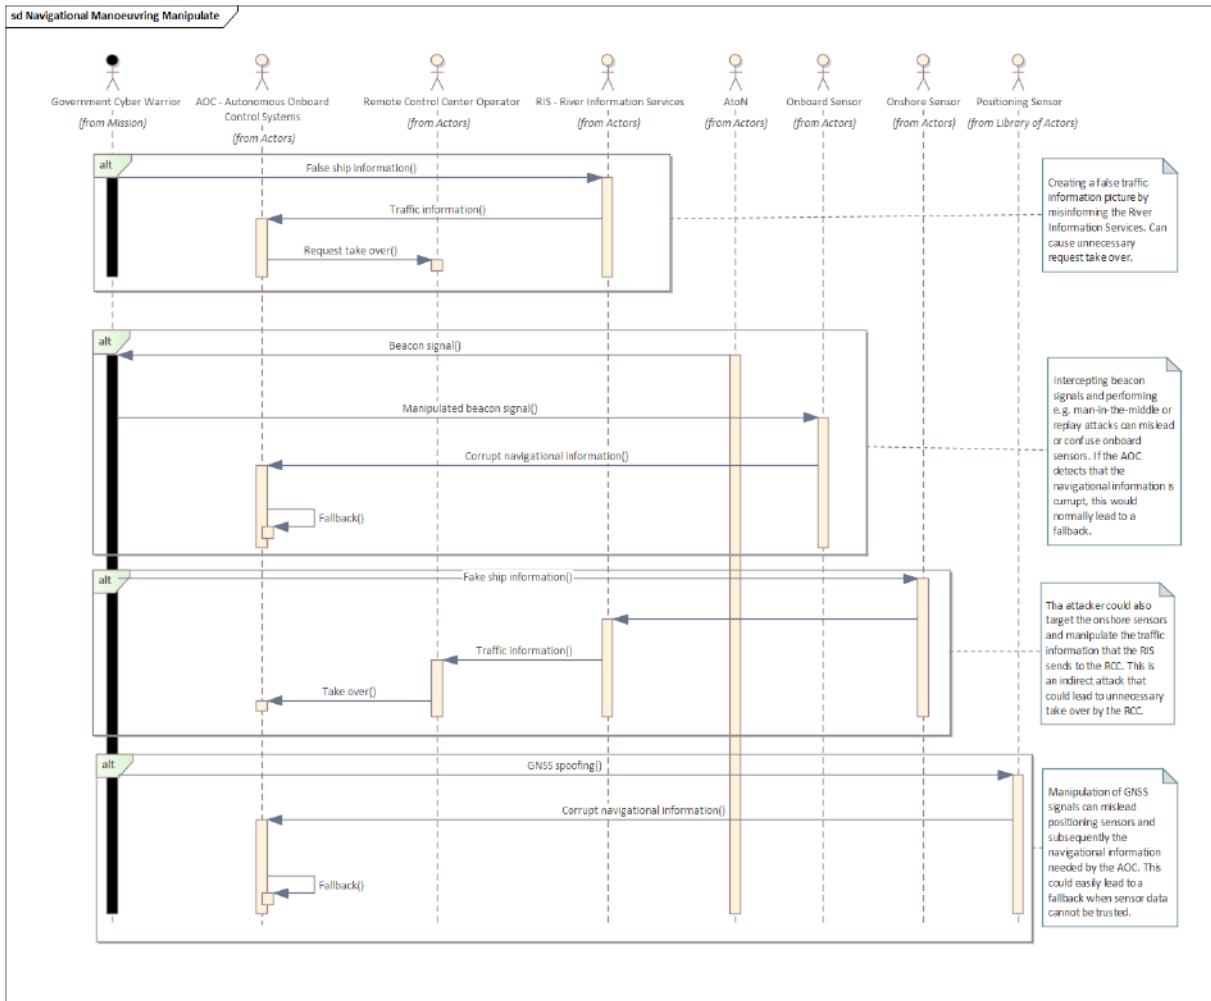 sd Navigational Manoeuvring Manipulate
Government Cyber Warrior
(from Mission)
AOC - Autonomous Onboard
Control Systems
(from Actors)
Remote Control Center Operator
(from Actors)
RIS - River Information Services
(from Actors)
AtoN
(from Actors)
Onboard Sensor
(from Actors)
Onshore Sensor
(from Actors)
Positioning Sensor
(from Library of Actors)
alt
False ship information()
Traffic information()
Request take over()
Creating a false traffic
information picture by
misinforming the River
Information Services. Can
cause unnecessary
request take over.
alt
Beacon signal()
Manipulated beacon signal()
Corrupt navigational information()
Fallback()
Intercepting beacon
signals and performing
e.g. man-in-the-middle or
replay attacks can mislead
or confuse onboard
sensors. If the AOC
detects that the
navigational information is
currupt, this would
normally lead to a
fallback.
alt
Fake ship information()
Traffic information()
Take over()
Tha attacker could also
target the onshore sensors
and manipulate the traffic
information that the RIS
sends to the RCC. This is
an indirect attack that
could lead to unnecessary
take over by the RCC.
alt
GNSS spoofing()
Corrupt navigational information()
Fallback()
Manipulation of GNSS
signals can mislead
positioning sensors and
subsequently the
navigational information
needed by the AOC. This
could easily lead to a
fallback when sensor data
cannot be trusted.